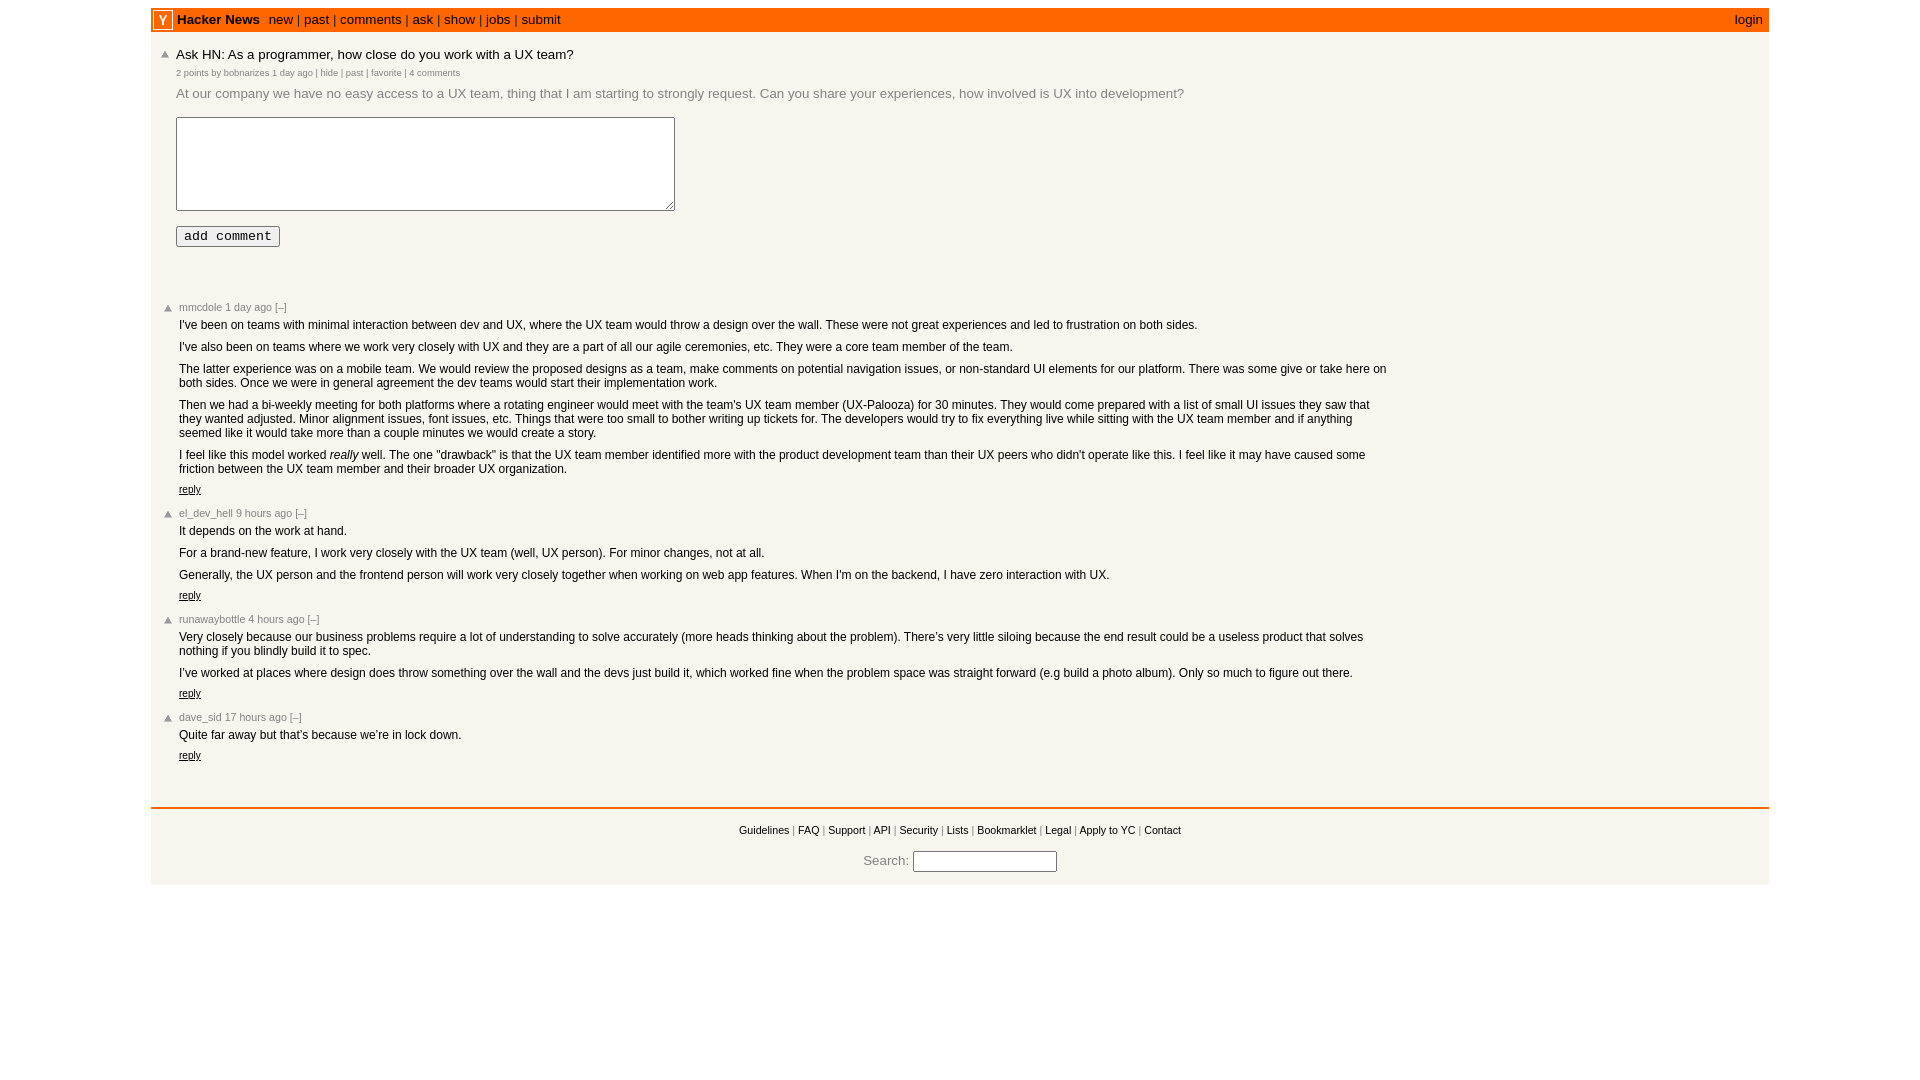 Y Hacker News new | past | comments | ask | show | jobs | submit login
Ask HN: As a programmer, how close do you work with a UX team?
2 points by bobnarizes 1 day ago | hide | past | favorite | 4 comments
At our company we have no easy access to a UX team, thing that I am starting to strongly request. Can you share your experiences, how involved is UX into development?
add comment
mmcdole 1 day ago [–]
I've been on teams with minimal interaction between dev and UX, where the UX team would throw a design over the wall. These were not great experiences and led to frustration on both sides.
I've also been on teams where we work very closely with UX and they are a part of all our agile ceremonies, etc. They were a core team member of the team.
The latter experience was on a mobile team. We would review the proposed designs as a team, make comments on potential navigation issues, or non-standard UI elements for our platform. There was some give or take here on
both sides. Once we were in general agreement the dev teams would start their implementation work.
Then we had a bi-weekly meeting for both platforms where a rotating engineer would meet with the team's UX team member (UX-Palooza) for 30 minutes. They would come prepared with a list of small UI issues they saw that
they wanted adjusted. Minor alignment issues, font issues, etc. Things that were too small to bother writing up tickets for. The developers would try to fix everything live while sitting with the UX team member and if anything
seemed like it would take more than a couple minutes we would create a story.
I feel like this model worked really well. The one "drawback" is that the UX team member identified more with the product development team than their UX peers who didn't operate like this. I feel like it may have caused some
friction between the UX team member and their broader UX organization.
reply
el_dev_hell 9 hours ago [–]
It depends on the work at hand.
For a brand-new feature, I work very closely with the UX team (well, UX person). For minor changes, not at all.
Generally, the UX person and the frontend person will work very closely together when working on web app features. When I'm on the backend, I have zero interaction with UX.
reply
runawaybottle 4 hours ago [–]
Very closely because our business problems require a lot of understanding to solve accurately (more heads thinking about the problem). There’s very little siloing because the end result could be a useless product that solves
nothing if you blindly build it to spec.
I’ve worked at places where design does throw something over the wall and the devs just build it, which worked fine when the problem space was straight forward (e.g build a photo album). Only so much to figure out there.
reply
dave_sid 17 hours ago [–]
Quite far away but that’s because we’re in lock down.
reply
Guidelines | FAQ | Support | API | Security | Lists | Bookmarklet | Legal | Apply to YC | Contact
Search: